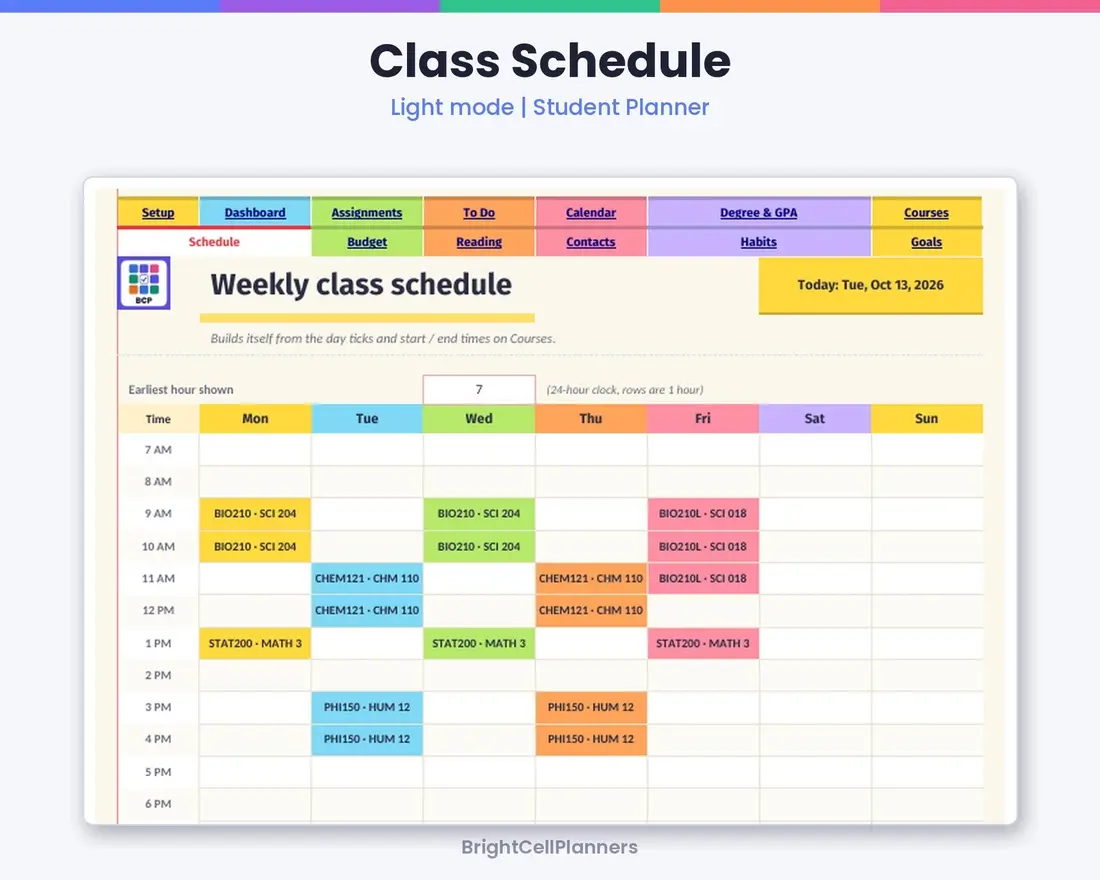 Class Schedule
Light mode | Student Planner
Setup Dashboard Assignments To Do Calendar Degree & GPA Courses
Schedule Budget Reading Contacts Habits Goals
BCP
Weekly class schedule
Today: Tue, Oct 13, 2026
Builds itself from the day ticks and start / end times on Courses.
Earliest hour shown 7 (24-hour clock, rows are 1 hour)
Time Mon Tue Wed Thu Fri Sat Sun
7 AM
8 AM
9 AM BIO210 · SCI 204 BIO210 · SCI 204 BIO210L · SCI 018
10 AM BIO210 · SCI 204 BIO210 · SCI 204 BIO210L · SCI 018
11 AM CHEM121 · CHM 110 CHEM121 · CHM 110 BIO210L · SCI 018
12 PM CHEM121 · CHM 110 CHEM121 · CHM 110
1 PM STAT200 · MATH 3 STAT200 · MATH 3 STAT200 · MATH 3
2 PM
3 PM PHI150 · HUM 12 PHI150 · HUM 12
4 PM PHI150 · HUM 12 PHI150 · HUM 12
5 PM
6 PM
BrightCellPlanners